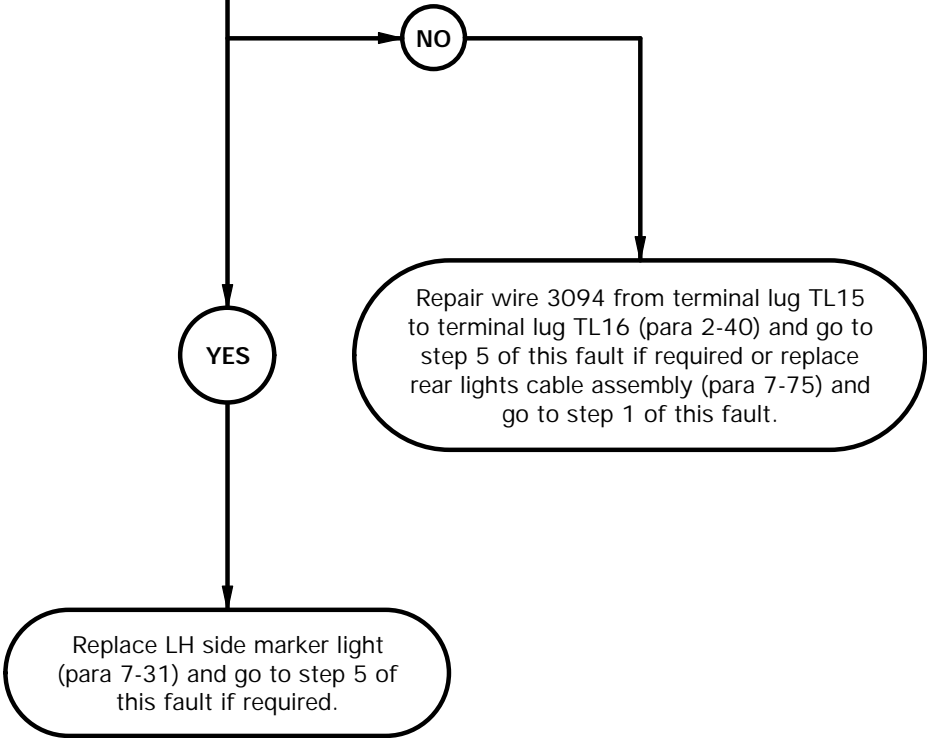 NO
Repair wire 3094 from terminal lug TL15
to terminal lug TL16 (para 2-40) and go to
step 5 of this fault if required or replace
rear lights cable assembly (para 7-75) and
go to step 1 of this fault.
YES
Replace LH side marker light
(para 7-31) and go to step 5 of
this fault if required.